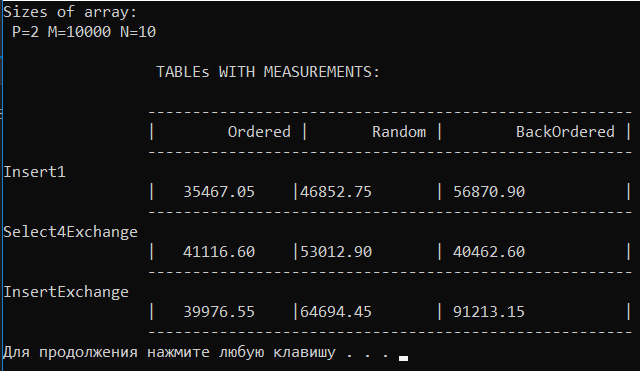 Sizes of array:
P=2 M=10000 N=10
TABLEs WITH MEASUREMENTS:
------------------------------------------------------
| Ordered | Random | BackOrdered |
------------------------------------------------------
Insert1
| 35467.05 |46852.75 | 56870.90 |
------------------------------------------------------
Select4Exchange
| 41116.60 |53012.90 | 40462.60 |
------------------------------------------------------
InsertExchange
| 39976.55 |64694.45 | 91213.15 |
------------------------------------------------------
Для продолжения нажмите любую клавишу . . .